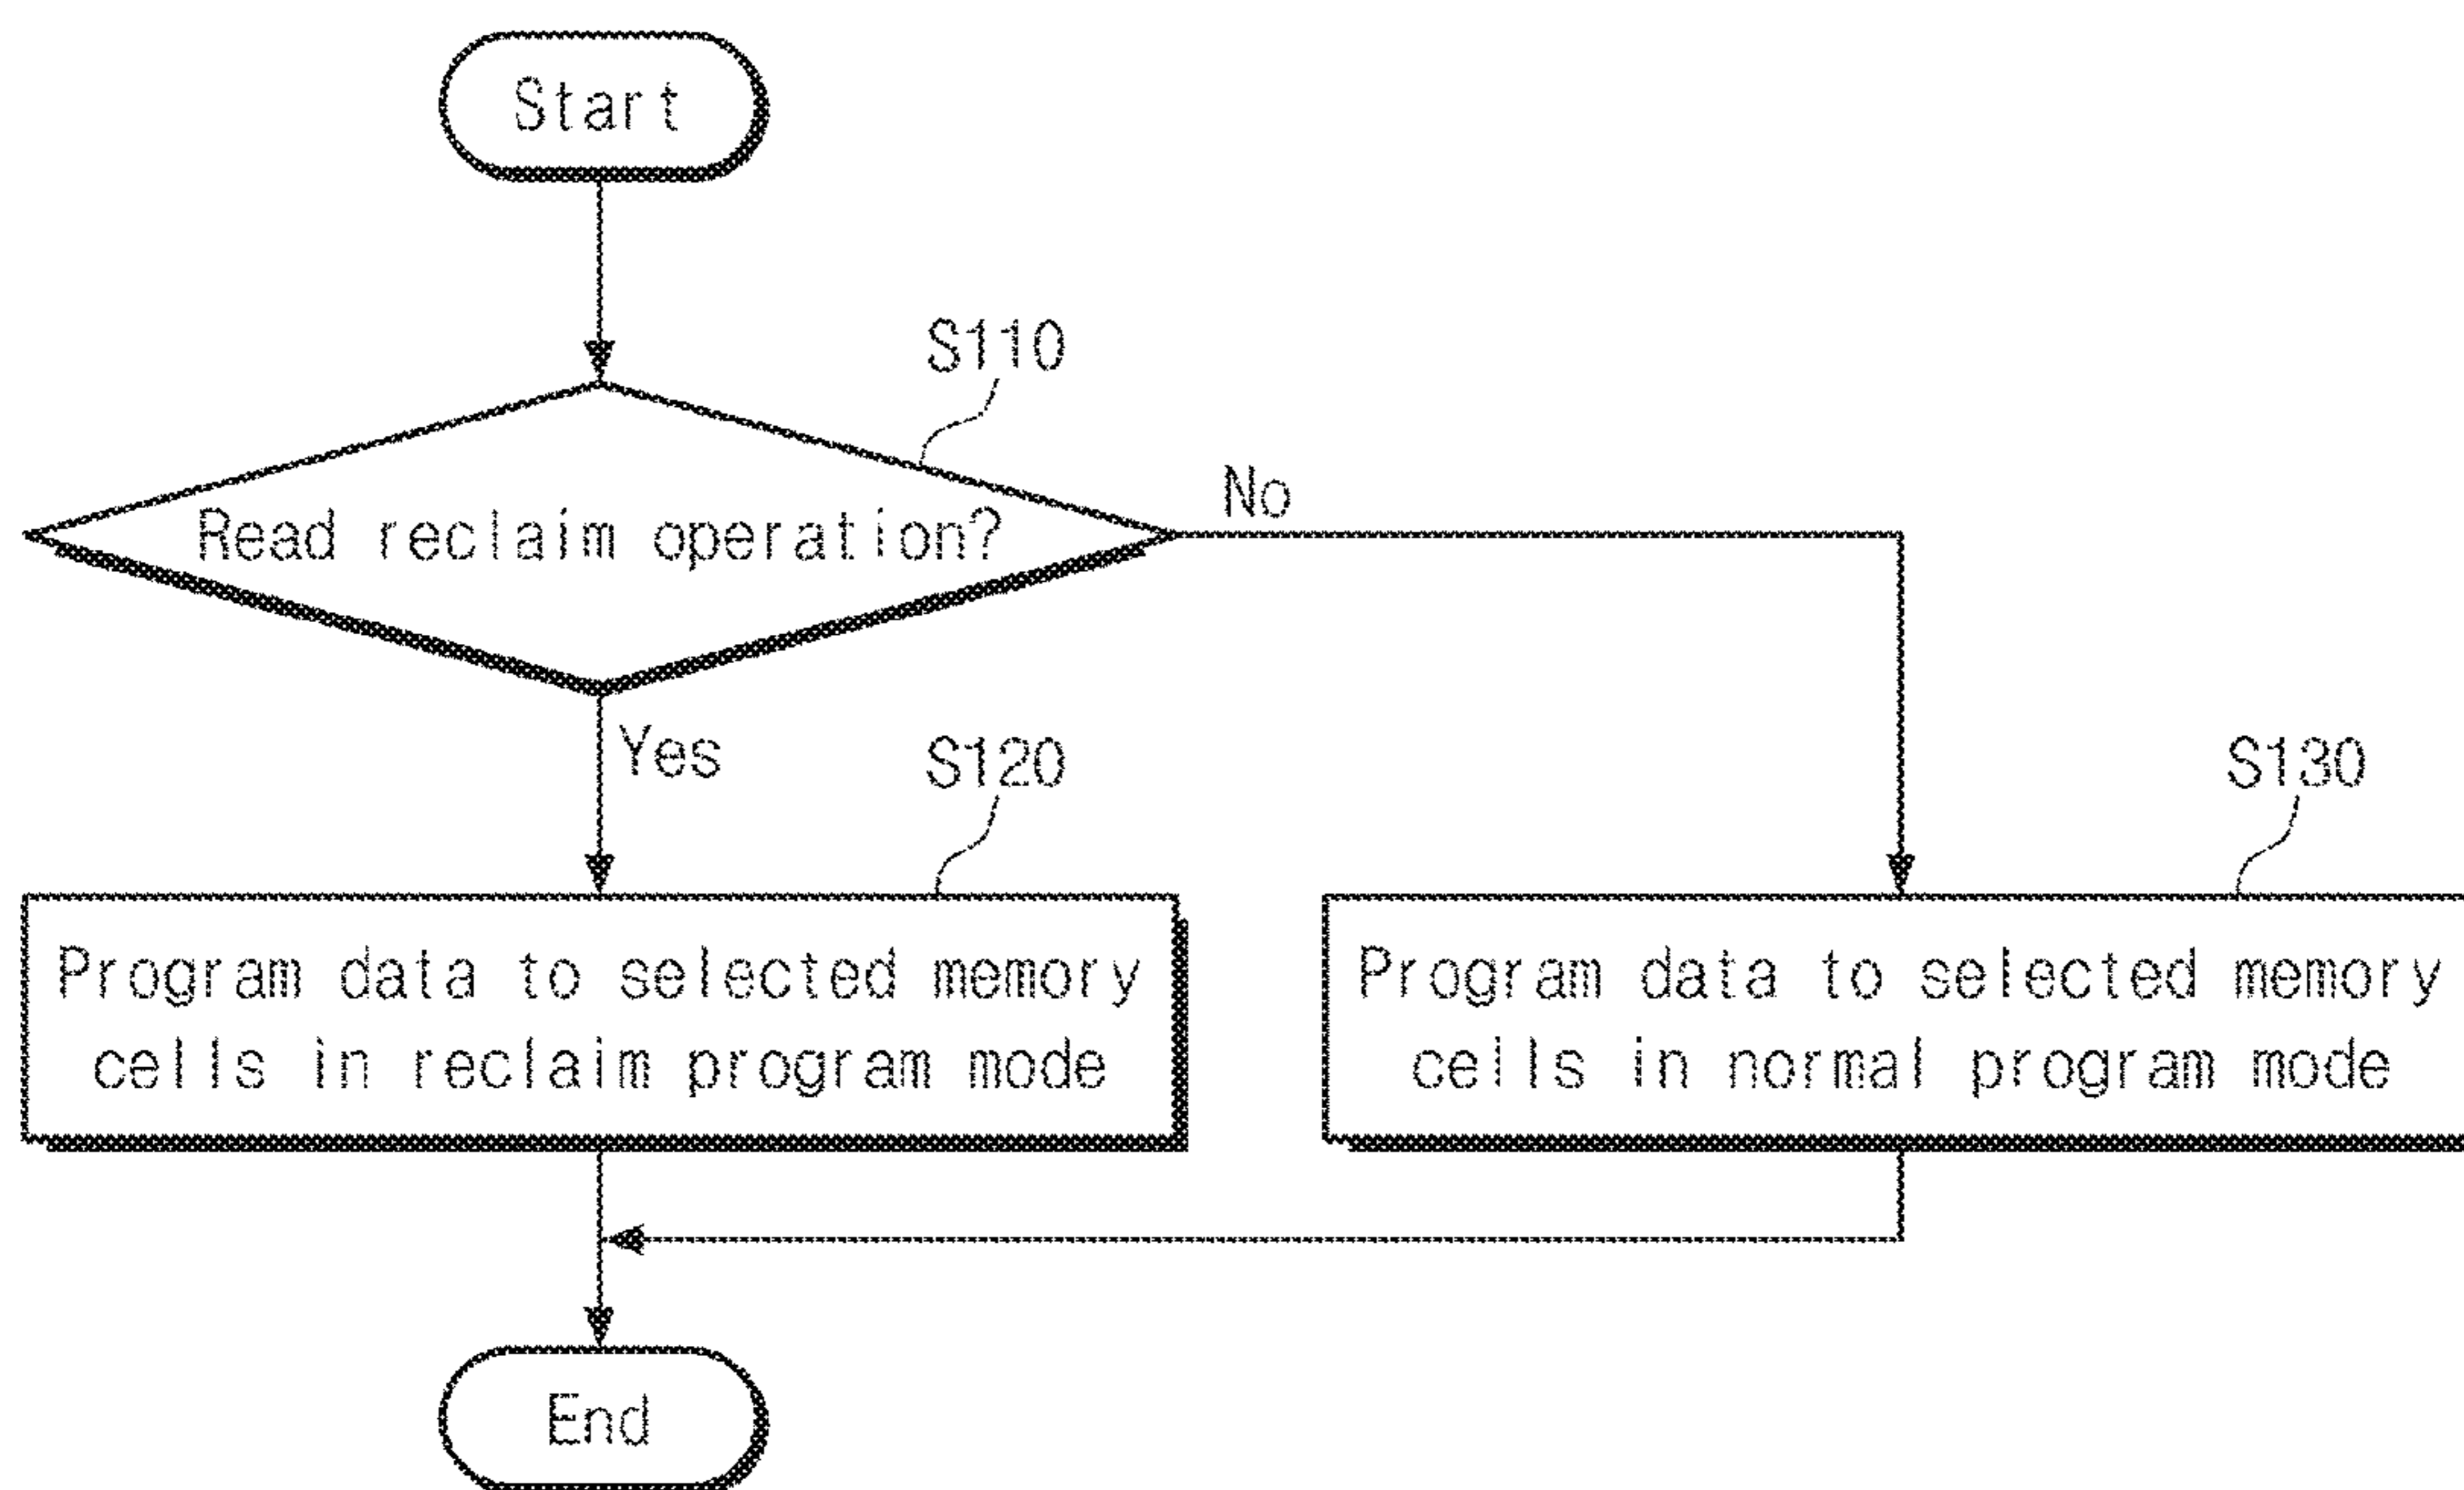 Start
S110
Read reclaim operation?
No
Yes
S120
S130
Program data to selected memory
cells in reclaim program mode
Program data to selected memory
cells in normal program mode
End